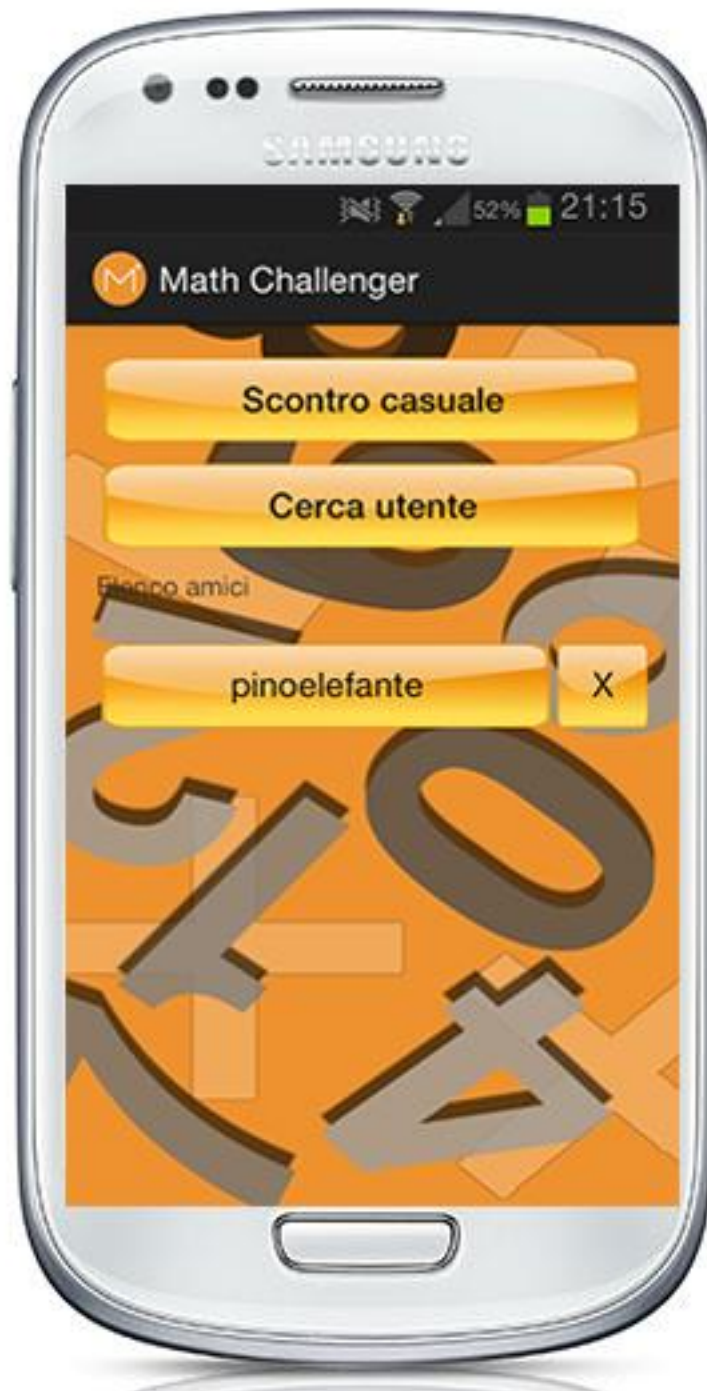 SAMSUNG
52% 21:15
Math Challenger
Scontro casuale
Cerca utente
Elenco amici
pinoelefante X